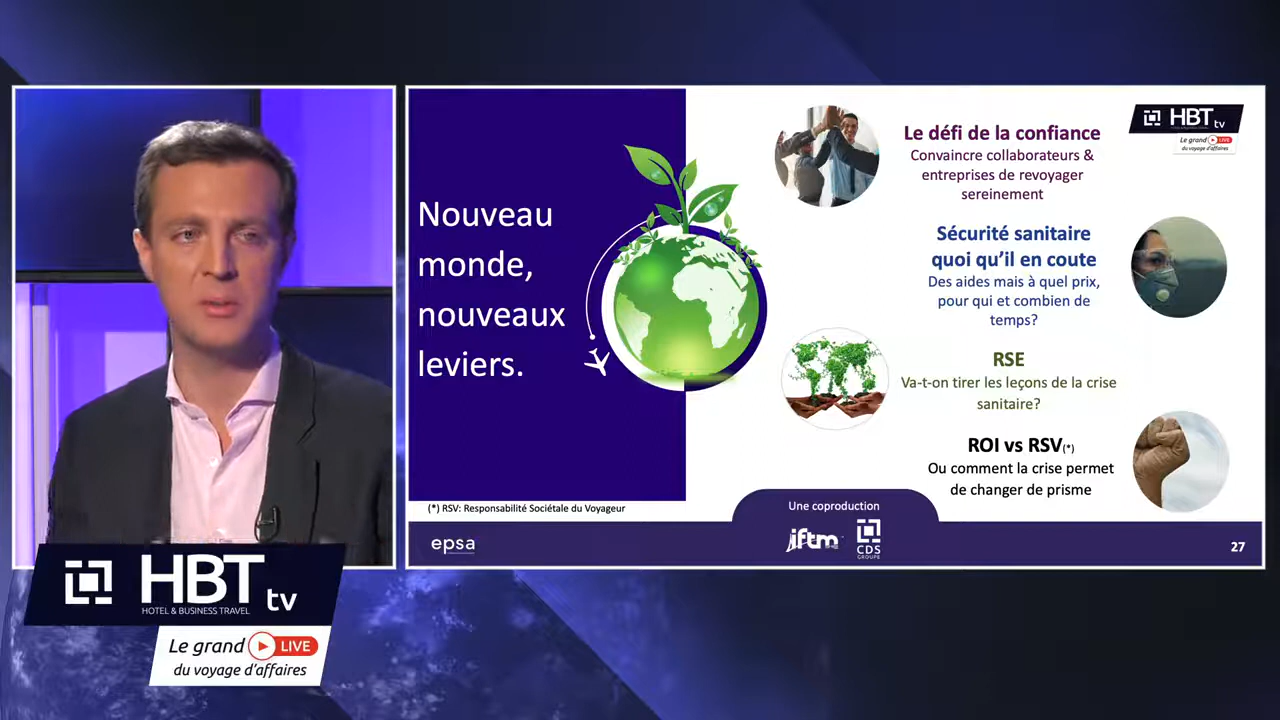 Nouveau
monde,
nouveaux
leviers.
Le défi de la confiance
Convaincre collaborateurs &
entreprises de revoyager
sereinement
Sécurité sanitaire
quoi qu'il en coute
Des aides mais à quel prix,
pour qui et combien de
temps?
RSE
Va-t-on tirer les leçons de la crise
sanitaire?
ROI vs RSV(*)
Ou comment la crise permet
de changer de prisme
(*) RSV: Responsabilité Sociétale du Voyageur
Une coproduction
epsa
iftm
CDS
GROUPE
27
HBT tv
Le grand LIVE
du voyage d'affaires
HBT tv
HOTEL & BUSINESS TRAVEL
Le grand LIVE
du voyage d'affaires